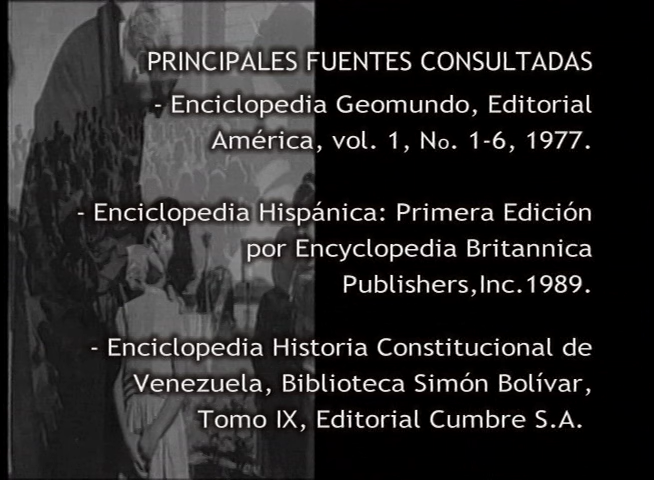 PRINCIPALES FUENTES CONSULTADAS
- Enciclopedia Geomundo, Editorial
América, vol. 1, No. 1-6, 1977.
- Enciclopedia Hispánica: Primera Edición
por Encyclopedia Britannica
Publishers,Inc.1989.
- Enciclopedia Historia Constitucional de
Venezuela, Biblioteca Simón Bolívar,
Tomo IX, Editorial Cumbre S.A.